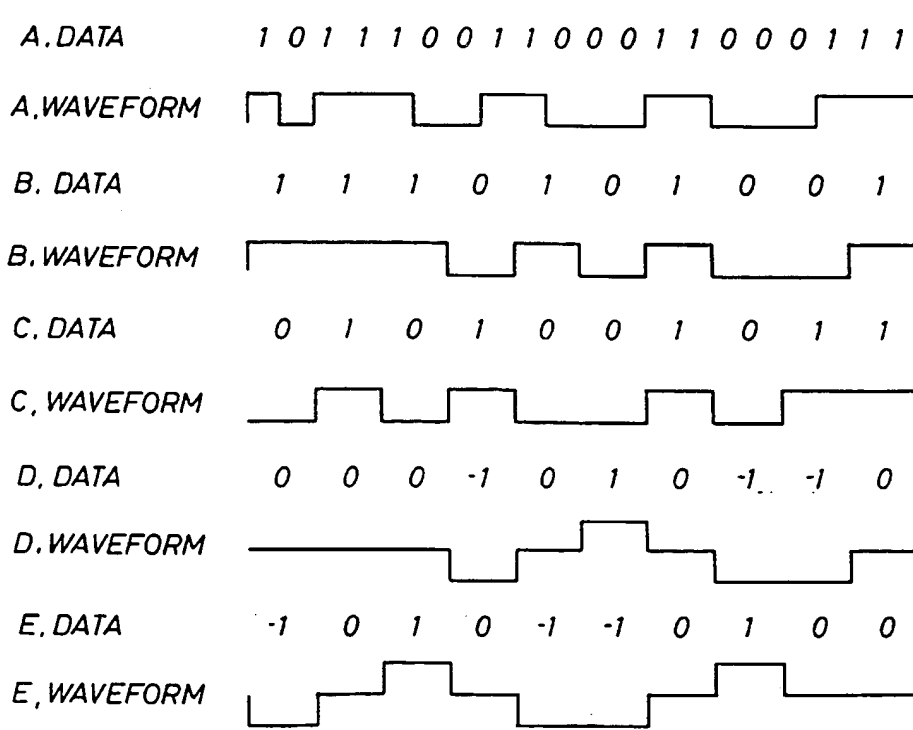 A. DATA 1 0 1 1 1 0 0 1 1 0 0 0 1 1 0 0 0 1 1 1
A, WAVEFORM
B. DATA 1 1 1 0 1 0 1 0 0 1
B. WAVEFORM
C, DATA 0 1 0 1 0 0 1 0 1 1
C, WAVEFORM
D, DATA 0 0 0 -1 0 1 0 -1 -1 0
D. WAVEFORM
E, DATA -1 0 1 0 -1 -1 0 1 0 0
E, WAVEFORM